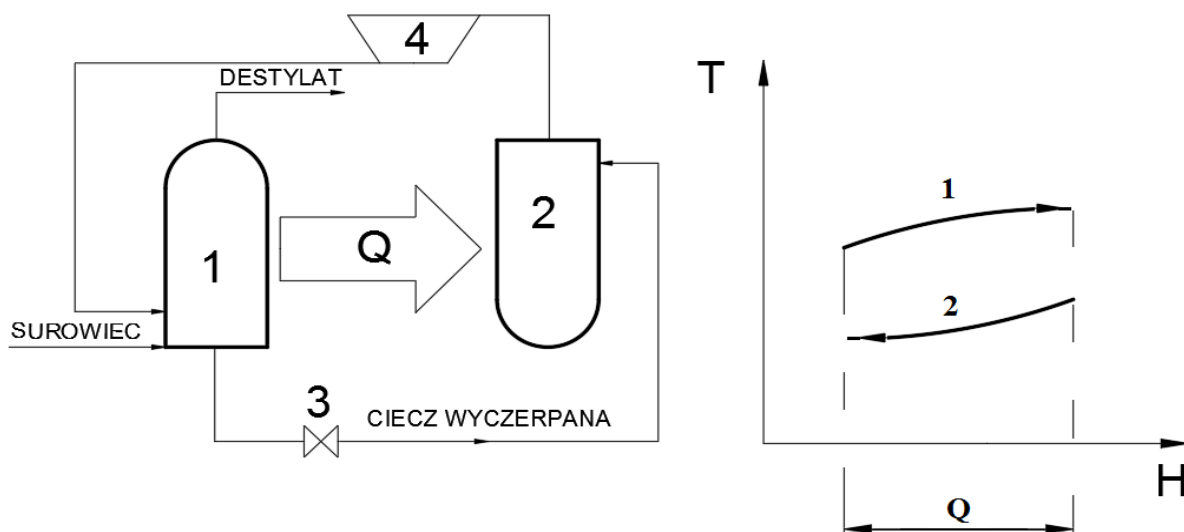 4
DESTYLAT
1
Q
2
SUROWIEC
3
CIECZ WYCZERPANA
T
1
2
H
Q